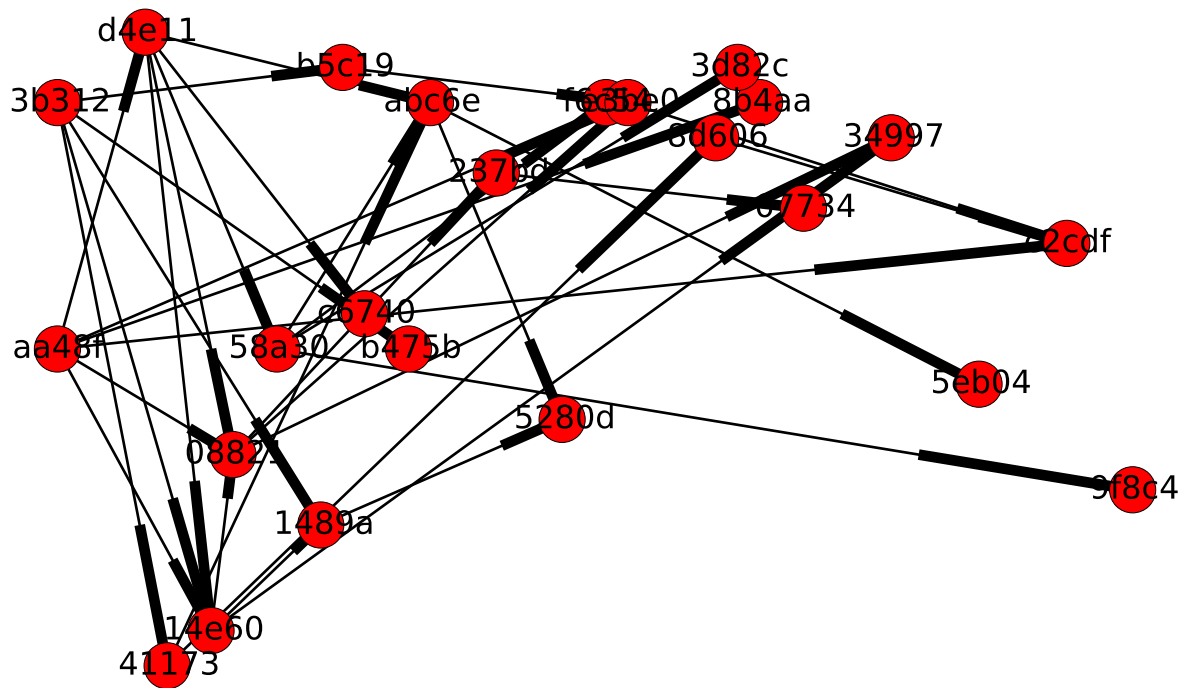 d4e11
b5c19
3d82c
3b312
abc6e
8b4aa
8d606
34997
237bd
67734
c6740
aa48f
58a30
b475b
5eb04
5280d
08821
9f8c4
1489a
14e60
41173